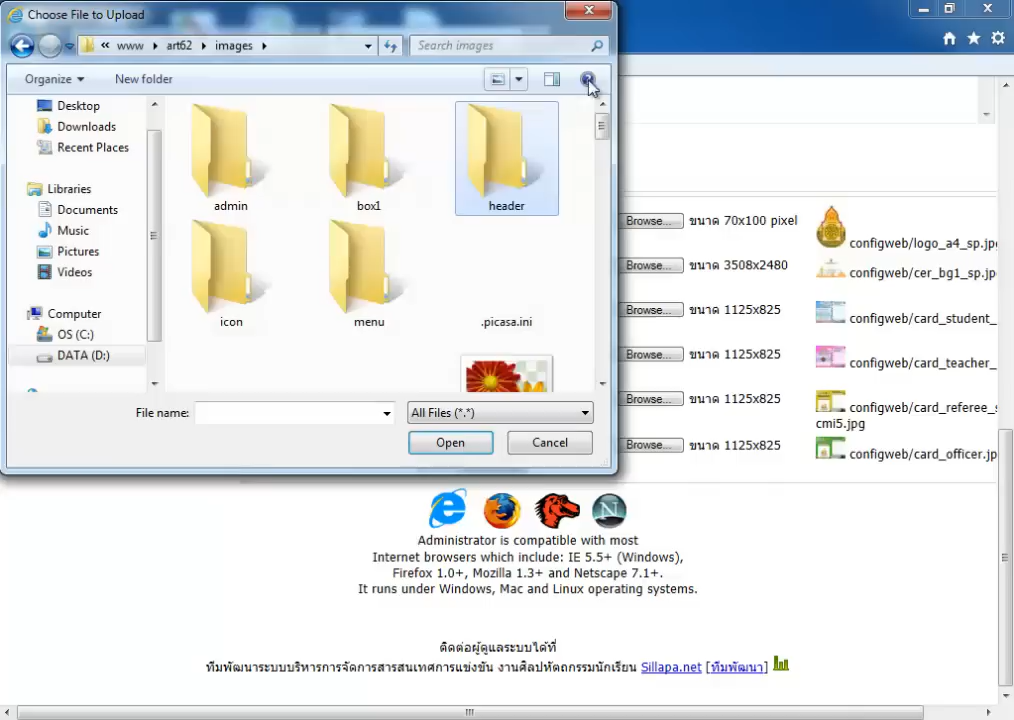 Choose File to Upload
« www ▸ art62 ▸ images ▸
Search images
Organize
New folder
Desktop
Downloads
Recent Places
Libraries
Documents
Music
Pictures
Videos
Computer
OS (C:)
DATA (D:)
admin
box1
header
icon
menu
.picasa.ini
File name:
All Files (*.*)
Open
Cancel
Browse... ขนาด 70x100 pixel
configweb/logo_a4_sp.jpg
Browse... ขนาด 3508x2480
configweb/cer_bg1_sp.jp
Browse... ขนาด 1125x825
configweb/card_student_
Browse... ขนาด 1125x825
configweb/card_teacher_
Browse... ขนาด 1125x825
configweb/card_referee_s
cmi5.jpg
Browse... ขนาด 1125x825
configweb/card_officer.jp
Administrator is compatible with most
Internet browsers which include: IE 5.5+ (Windows),
Firefox 1.0+, Mozilla 1.3+ and Netscape 7.1+.
It runs under Windows, Mac and Linux operating systems.
ติดต่อผู้ดูแลระบบได้ที่
ทีมพัฒนาระบบบริหารการจัดการสารสนเทศการแข่งขัน งานศิลปหัตถกรรมนักเรียน Sillapa.net [ทีมพัฒนา]